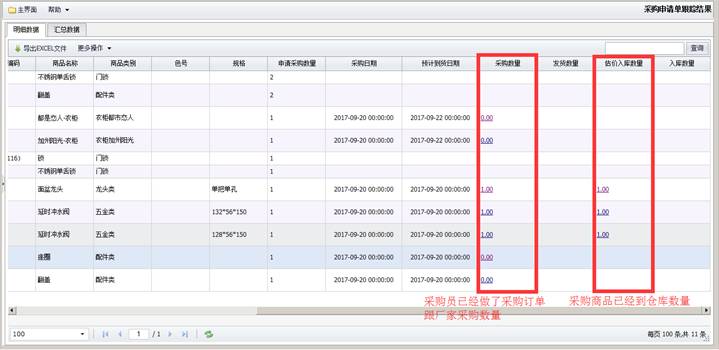 主界面 帮助 采购申请单跟踪结果
明细数据 汇总数据
导出EXCEL文件 更多操作 查询
编码 商品名称 商品类别 色号 规格 申请采购数量 采购日期 预计到货日期 采购数量 发货数量 估价入库数量 入库数量
不锈钢单舌锁 门锁 2
翻盖 配件类 2
都是恋人-衣柜 衣柜都市恋人 1 2017-09-20 00:00:00 2017-09-22 00:00:00 0.00
加州阳光-衣柜 衣柜加州阳光 1 2017-09-20 00:00:00 2017-09-22 00:00:00 0.00
116) 锁 门锁 1
不锈钢单舌锁 门锁 1
面盆龙头 龙头类 单把单孔 1 2017-09-20 00:00:00 2017-09-20 00:00:00 1.00 1.00
延时冲水阀 五金类 132*56*150 1 2017-09-20 00:00:00 2017-09-20 00:00:00 1.00 1.00
延时冲水阀 五金类 128*56*150 1 2017-09-20 00:00:00 2017-09-20 00:00:00 1.00 1.00
座圈 配件类 1 2017-09-20 00:00:00 2017-09-20 00:00:00 0.00
翻盖 配件类 1 2017-09-20 00:00:00 2017-09-20 00:00:00 0.00
采购员已经做了采购订单
跟厂家采购数量
采购商品已经到仓库数量
100 1 / 1 每页 100 条,共 11 条